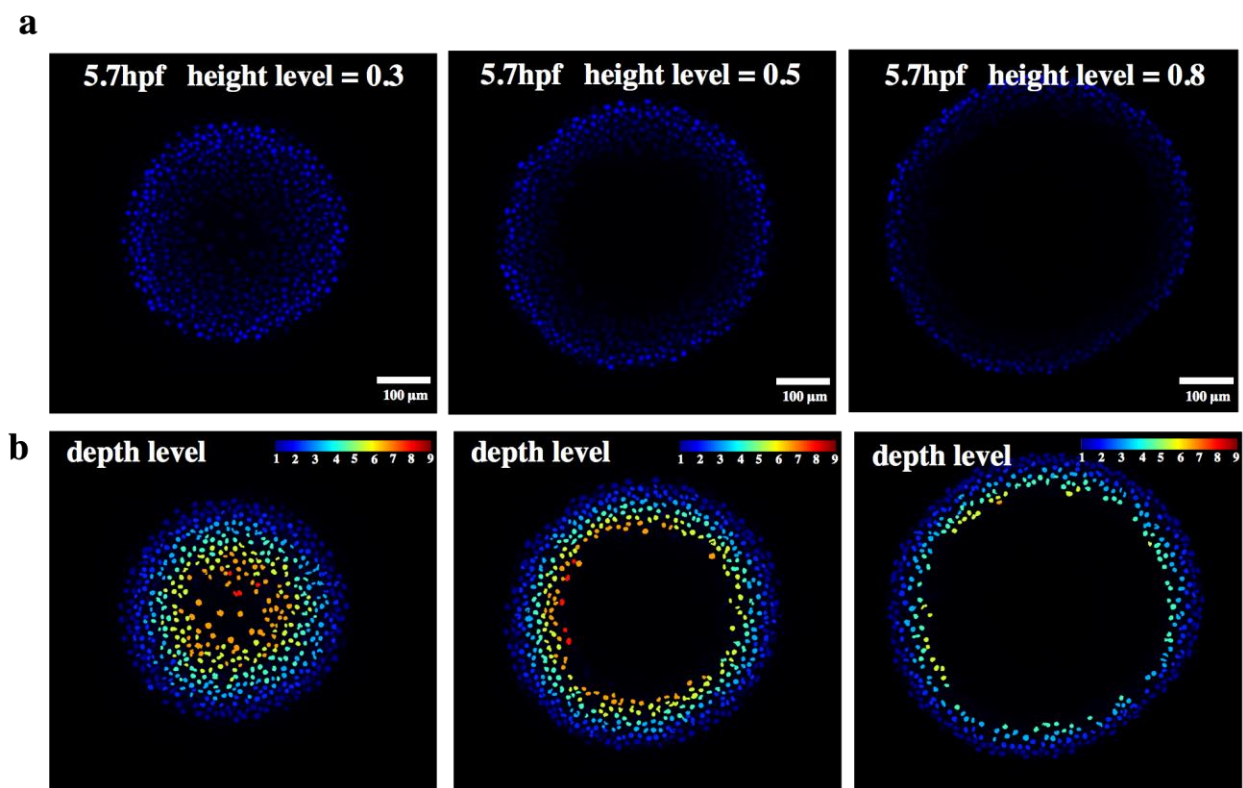 a
5.7hpf height level = 0.3
5.7hpf height level = 0.5
5.7hpf height level = 0.8
100 μm
100 μm
100 μm
b
depth level
1 2 3 4 5 6 7 8 9
depth level
1 2 3 4 5 6 7 8 9
depth level
1 2 3 4 5 6 7 8 9